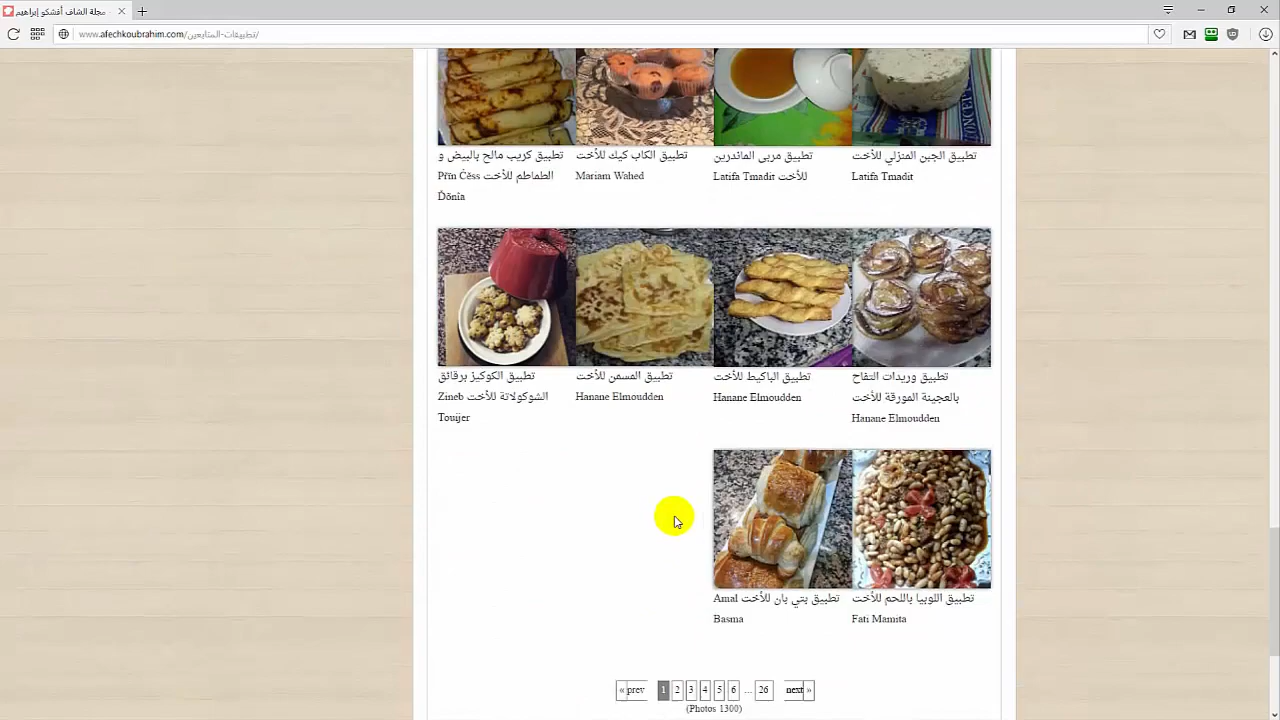 مجلة الشاف أفشكو إبراهيم -
www.afechkoubrahim.com/تطبيقات-المتابعين/
تطبيق الجبن المنزلي للأخت
Latifa Tmadit
تطبيق مربى الماندرين
للأخت Latifa Tmadit
تطبيق الكاب كيك للأخت
Mariam Wahed
تطبيق كريب مالح بالبيض و
الطماطم للأخت Přĩn Čěss
Ďõnîa
تطبيق وريدات التفاح
بالعجينة المورقة للأخت
Hanane Elmoudden
تطبيق الباكيط للأخت
Hanane Elmoudden
تطبيق المسمن للأخت
Hanane Elmoudden
تطبيق الكوكيز برقائق
الشوكولاتة للأخت Zineb
Touijer
تطبيق اللوبيا باللحم للأخت
Fati Mamita
تطبيق بتي بان للأخت Amal
Basma
« prev 1 2 3 4 5 6 ... 26 next »
(Photos 1300)